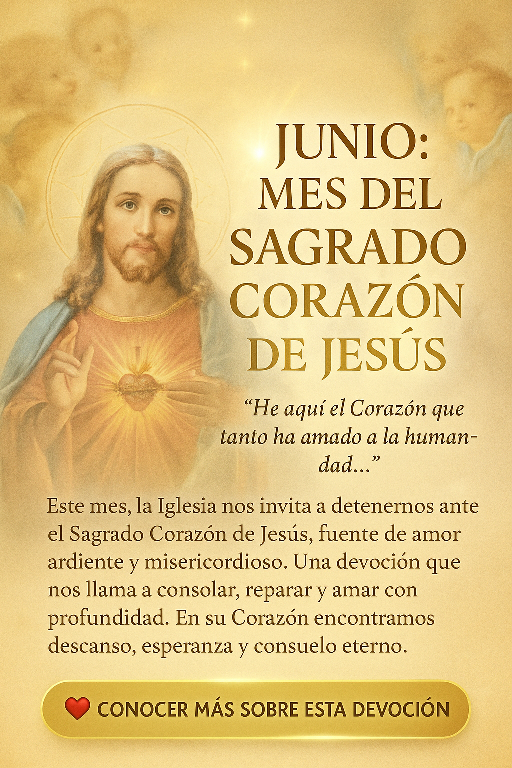 JUNIO:
MES DEL
SAGRADO
CORAZÓN
DE JESÚS
“He aquí el Corazón que
tanto ha amado a la human-
dad...”
Este mes, la Iglesia nos invita a detenernos ante
el Sagrado Corazón de Jesús, fuente de amor
ardiente y misericordioso. Una devoción que
nos llama a consolar, reparar y amar con
profundidad. En su Corazón encontramos
descanso, esperanza y consuelo eterno.
❤️ CONOCER MÁS SOBRE ESTA DEVOCIÓN